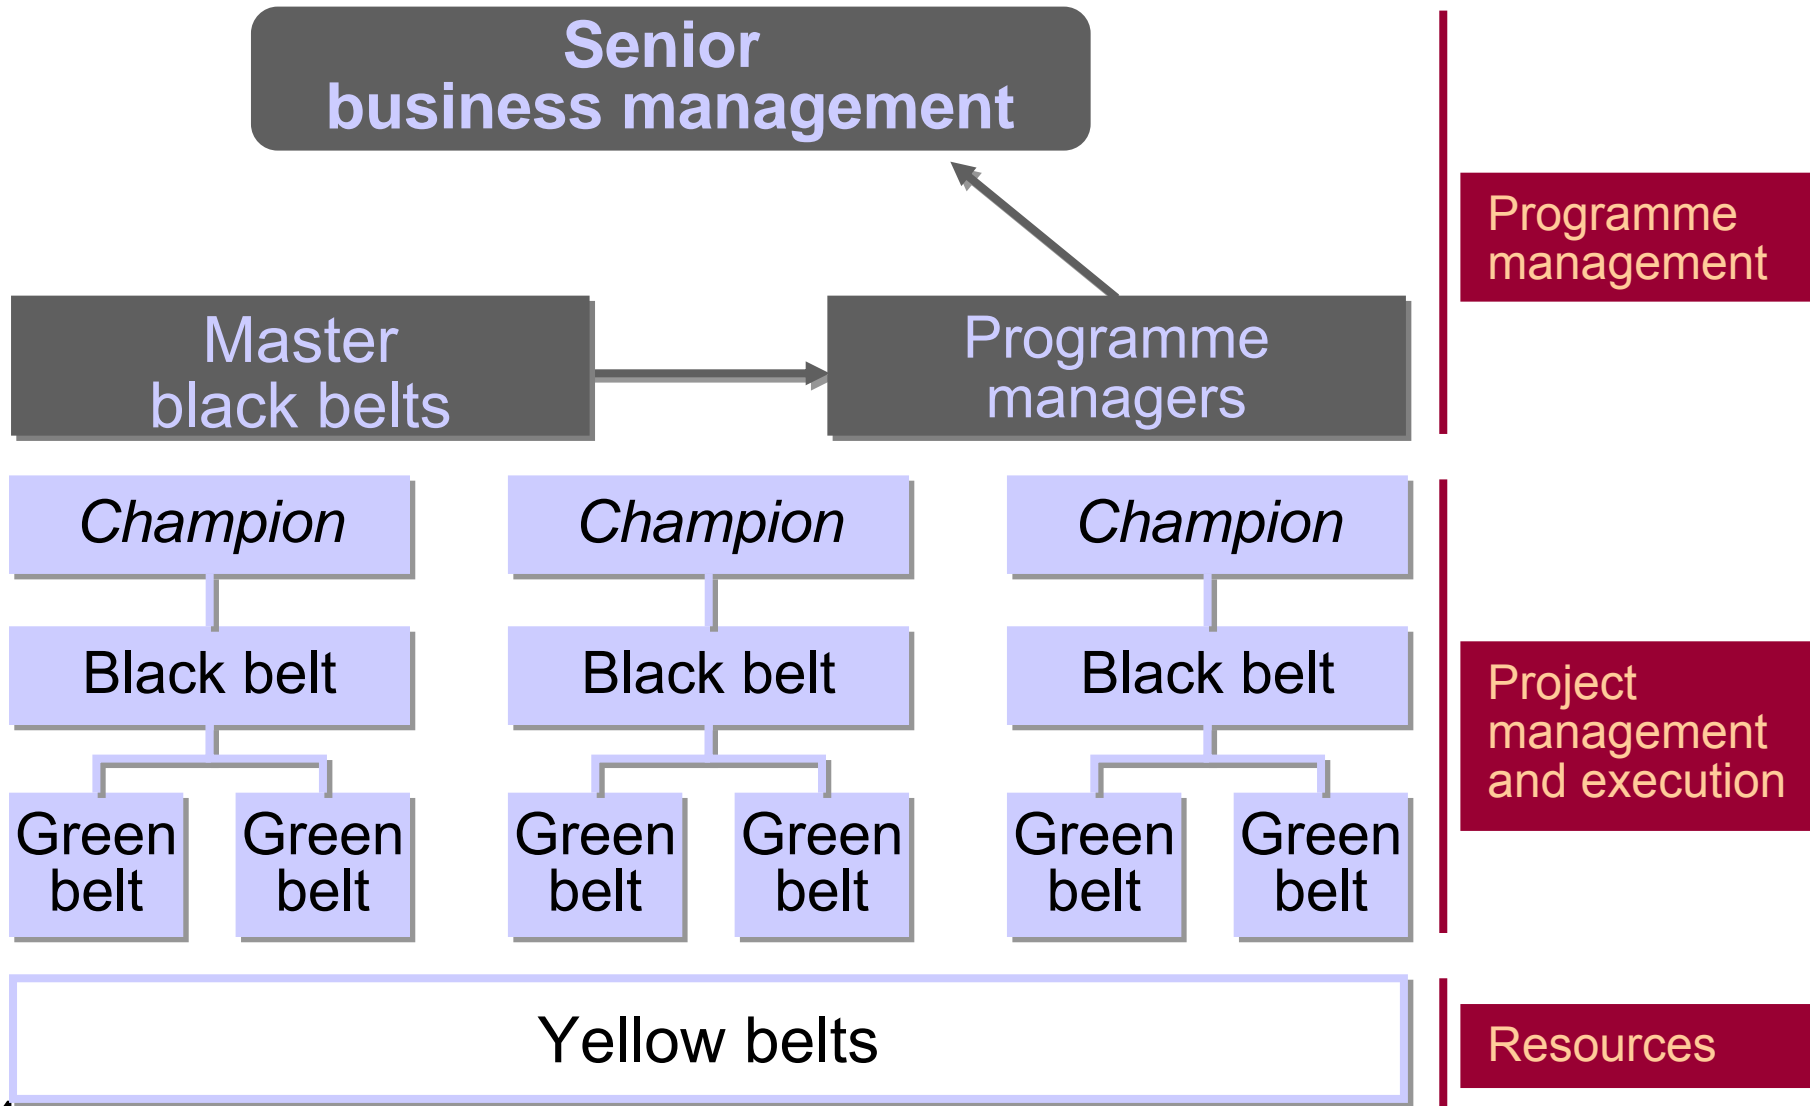 Senior
business management
Programme
management
Master
black belts
Programme
managers
Champion
Champion
Champion
Black belt
Black belt
Black belt
Project
management
and execution
Green
belt
Green
belt
Green
belt
Green
belt
Green
belt
Green
belt
Yellow belts
Resources